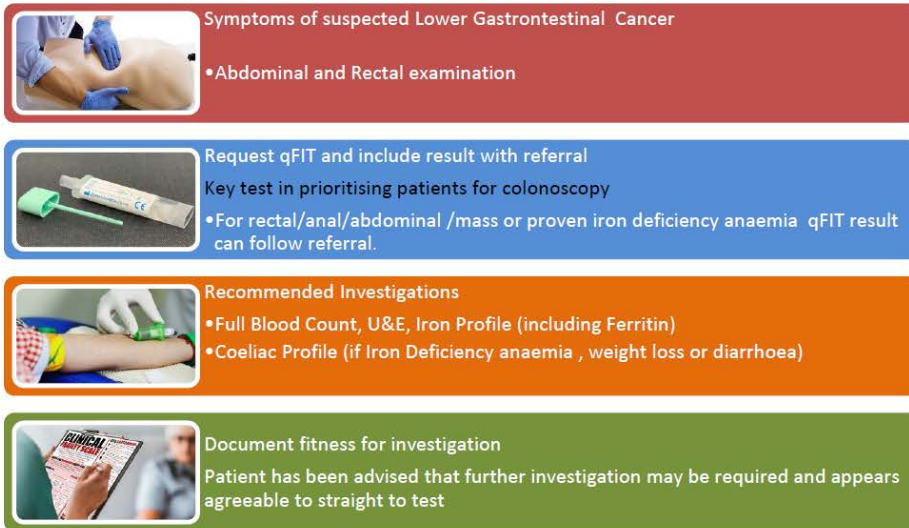 Symptoms of suspected Lower Gastrontestinal Cancer
•Abdominal and Rectal examination
Request qFIT and include result with referral
Key test in prioritising patients for colonoscopy
•For rectal/anal/abdominal /mass or proven iron deficiency anaemia qFIT result
can follow referral.
Recommended Investigations
•Full Blood Count, U&E, Iron Profile (including Ferritin)
•Coeliac Profile (if Iron Deficiency anaemia , weight loss or diarrhoea)
CLINICAL
FRAILTY SCALE
Document fitness for investigation
Patient has been advised that further investigation may be required and appears
agreeable to straight to test